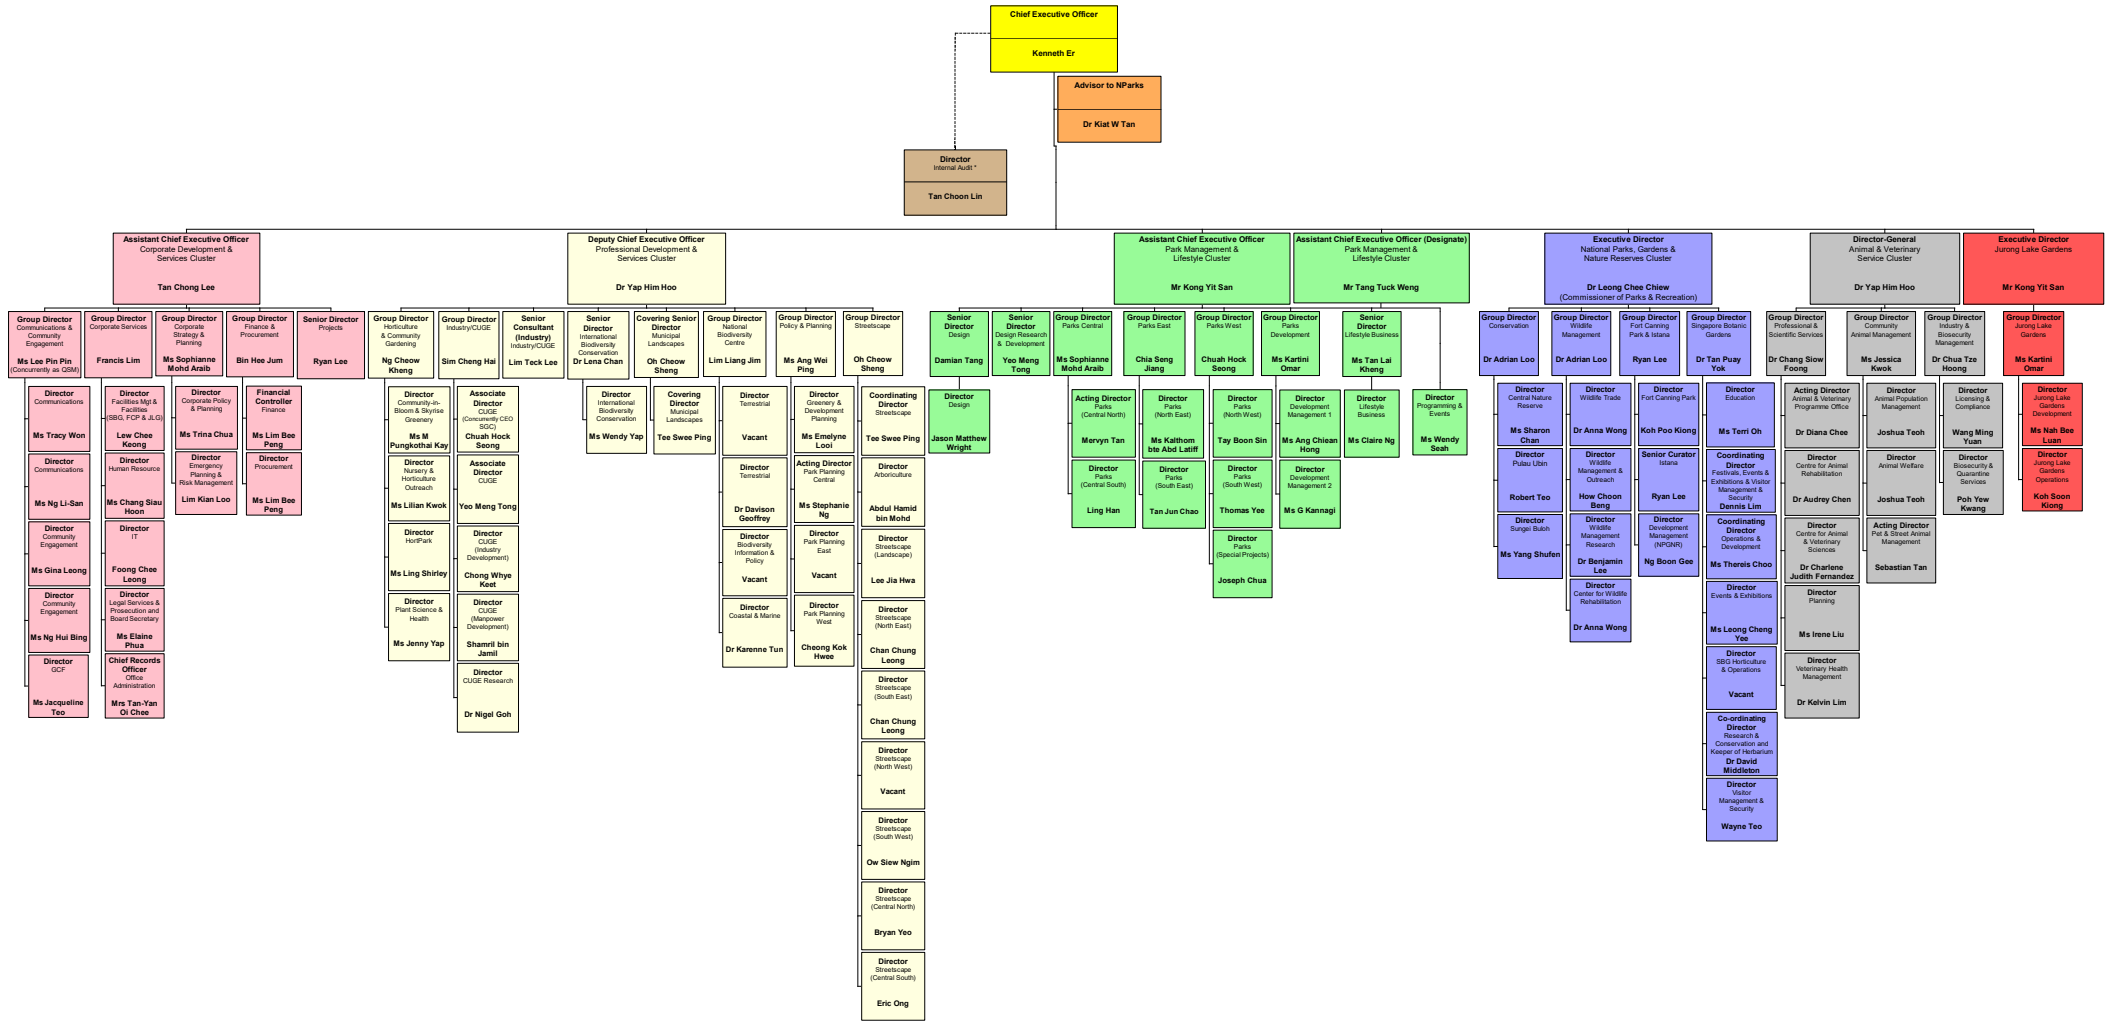 Chief Executive Officer
Kenneth Er
Advisor to NParks
Dr Kiat W Tan
Director
Internal Audit *
Tan Choon Lin
Assistant Chief Executive Officer
Corporate Development &
Services Cluster
Tan Chong Lee
Deputy Chief Executive Officer
Professional Development &
Services Cluster
Dr Yap Him Hoo
Assistant Chief Executive Officer
Park Management &
Lifestyle Cluster
Mr Kong Yit San
Assistant Chief Executive Officer (Designate)
Park Management &
Lifestyle Cluster
Mr Tang Tuck Weng
Executive Director
National Parks, Gardens &
Nature Reserves Cluster
Dr Leong Chee Chiew
(Commissioner of Parks & Recreation)
Director-General
Animal & Veterinary
Service Cluster
Dr Yap Him Hoo
Executive Director
Jurong Lake Gardens
Mr Kong Yit San
Group Director
Communications &
Community
Engagement
Ms Lee Pin Pin
(Concurrently as QSM)
Group Director
Corporate Services
Francis Lim
Group Director
Corporate
Strategy &
Planning
Ms Sophianne
Mohd Araib
Group Director
Finance &
Procurement
Bin Hee Jum
Senior Director
Projects
Ryan Lee
Group Director
Horticulture
& Community
Gardening
Ng Cheow
Kheng
Group Director
Industry/CUGE
Sim Cheng Hai
Senior
Consultant
(Industry)
Industry/CUGE
Lim Teck Lee
Senior
Director
International
Biodiversity
Conservation
Dr Lena Chan
Covering Senior
Director
Municipal
Landscapes
Oh Cheow
Sheng
Group Director
National
Biodiversity
Centre
Lim Liang Jim
Group Director
Policy & Planning
Ms Ang Wei
Ping
Group Director
Streetscape
Oh Cheow
Sheng
Senior
Director
Design
Damian Tang
Senior
Director
Design Research
& Development
Yeo Meng
Tong
Group Director
Parks Central
Ms Sophianne
Mohd Araib
Group Director
Parks East
Chia Seng
Jiang
Group Director
Parks West
Chuah Hock
Seong
Group Director
Parks
Development
Ms Kartini
Omar
Senior
Director
Lifestyle Business
Ms Tan Lai
Kheng
Group Director
Conservation
Dr Adrian Loo
Group Director
Wildlife
Management
Dr Adrian Loo
Group Director
Fort Canning
Park & Istana
Ryan Lee
Group Director
Singapore Botanic
Gardens
Dr Tan Puay
Yok
Group Director
Professional &
Scientific Services
Dr Chang Siow
Foong
Group Director
Community
Animal Management
Ms Jessica
Kwok
Group Director
Industry &
Biosecurity
Management
Dr Chua Tze
Hoong
Group Director
Jurong Lake
Gardens
Ms Kartini
Omar
Director
Communications
Ms Tracy Won
Director
Communications
Ms Ng Li-San
Director
Community
Engagement
Ms Gina Leong
Director
Community
Engagement
Ms Ng Hui Bing
Director
GCF
Ms Jacqueline
Teo
Director
Facilities Mgt &
Facilities
(SBG, FCP & JLG)
Lew Chee
Keong
Director
Human Resource
Ms Chang Siau
Hoon
Director
IT
Foong Chee
Leong
Director
Legal Services &
Prosecution and
Board Secretary
Ms Elaine
Phua
Chief Records
Officer
Office
Administration
Mrs Tan-Yan
Oi Chee
Director
Corporate Policy
& Planning
Ms Trina Chua
Director
Emergency
Planning &
Risk Management
Lim Kian Loo
Financial
Controller
Finance
Ms Lim Bee
Peng
Director
Procurement
Ms Lim Bee
Peng
Director
Community-in-
Bloom & Skyrise
Greenery
Ms M
Pungkothai Kay
Director
Nursery &
Horticulture
Outreach
Ms Lilian Kwok
Director
HortPark
Ms Ling Shirley
Director
Plant Science &
Health
Ms Jenny Yap
Associate
Director
CUGE
(Concurrently CEO
SGC)
Chuah Hock
Seong
Associate
Director
CUGE
Yeo Meng Tong
Director
CUGE
(Industry
Development)
Chong Whye
Keet
Director
CUGE
(Manpower
Development)
Shamril bin
Jamil
Director
CUGE Research
Dr Nigel Goh
Director
International
Biodiversity
Conservation
Ms Wendy Yap
Covering
Director
Municipal
Landscapes
Tee Swee Ping
Director
Terrestrial
Vacant
Director
Terrestrial
Dr Davison
Geoffrey
Director
Biodiversity
Information &
Policy
Vacant
Director
Coastal & Marine
Dr Karenne Tun
Director
Greenery &
Development
Planning
Ms Emelyne
Looi
Acting Director
Park Planning
Central
Ms Stephanie
Ng
Director
Park Planning
East
Vacant
Director
Park Planning
West
Cheong Kok
Hwee
Coordinating
Director
Streetscape
Tee Swee Ping
Director
Arboriculture
Abdul Hamid
bin Mohd
Director
Streetscape
(Landscape)
Lee Jia Hwa
Director
Streetscape
(North East)
Chan Chung
Leong
Director
Streetscape
(South East)
Chan Chung
Leong
Director
Streetscape
(North West)
Vacant
Director
Streetscape
(South West)
Ow Siew Ngim
Director
Streetscape
(Central North)
Bryan Yeo
Director
Streetscape
(Central South)
Eric Ong
Director
Design
Jason Matthew
Wright
Acting Director
Parks
(Central North)
Mervyn Tan
Director
Parks
(Central South)
Ling Han
Director
Parks
(North East)
Ms Kalthom
bte Abd Latiff
Director
Parks
(South East)
Tan Jun Chao
Director
Parks
(North West)
Tay Boon Sin
Director
Parks
(South West)
Thomas Yee
Director
Parks
(Special Projects)
Joseph Chua
Director
Development
Management 1
Ms Ang Chiean
Hong
Director
Development
Management 2
Ms G Kannagi
Director
Lifestyle
Business
Ms Claire Ng
Director
Programming &
Events
Ms Wendy
Seah
Director
Central Nature
Reserve
Ms Sharon
Chan
Director
Pulau Ubin
Robert Teo
Director
Sungei Buloh
Ms Yang Shufen
Director
Wildlife Trade
Dr Anna Wong
Director
Wildlife
Management &
Outreach
How Choon
Beng
Director
Wildlife
Management
Research
Dr Benjamin
Lee
Director
Center for Wildlife
Rehabilitation
Dr Anna Wong
Director
Fort Canning Park
Koh Poo Kiong
Senior Curator
Istana
Ryan Lee
Director
Development
Management
(NPGNR)
Ng Boon Gee
Director
Education
Ms Terri Oh
Coordinating
Director
Festivals, Events &
Exhibitions & Visitor
Management &
Security
Dennis Lim
Coordinating
Director
Operations &
Development
Ms Thereis Choo
Director
Events & Exhibitions
Ms Leong Cheng
Yee
Director
SBG Horticulture
& Operations
Vacant
Co-ordinating
Director
Research &
Conservation and
Keeper of Herbarium
Dr David
Middleton
Director
Visitor
Management &
Security
Wayne Teo
Acting Director
Animal & Veterinary
Programme Office
Dr Diana Chee
Director
Centre for Animal
Rehabilitation
Dr Audrey Chen
Director
Centre for Animal
& Veterinary
Sciences
Dr Charlene
Judith Fernandez
Director
Planning
Ms Irene Liu
Director
Veterinary Health
Management
Dr Kelvin Lim
Director
Animal Population
Management
Joshua Teoh
Director
Animal Welfare
Joshua Teoh
Acting Director
Pet & Street Animal
Management
Sebastian Tan
Director
Licensing &
Compliance
Wang Ming
Yuan
Director
Biosecurity &
Quarantine
Services
Poh Yew
Kwang
Director
Jurong Lake
Gardens
Development
Ms Nah Bee
Luan
Director
Jurong Lake
Gardens
Operations
Koh Soon
Kiong